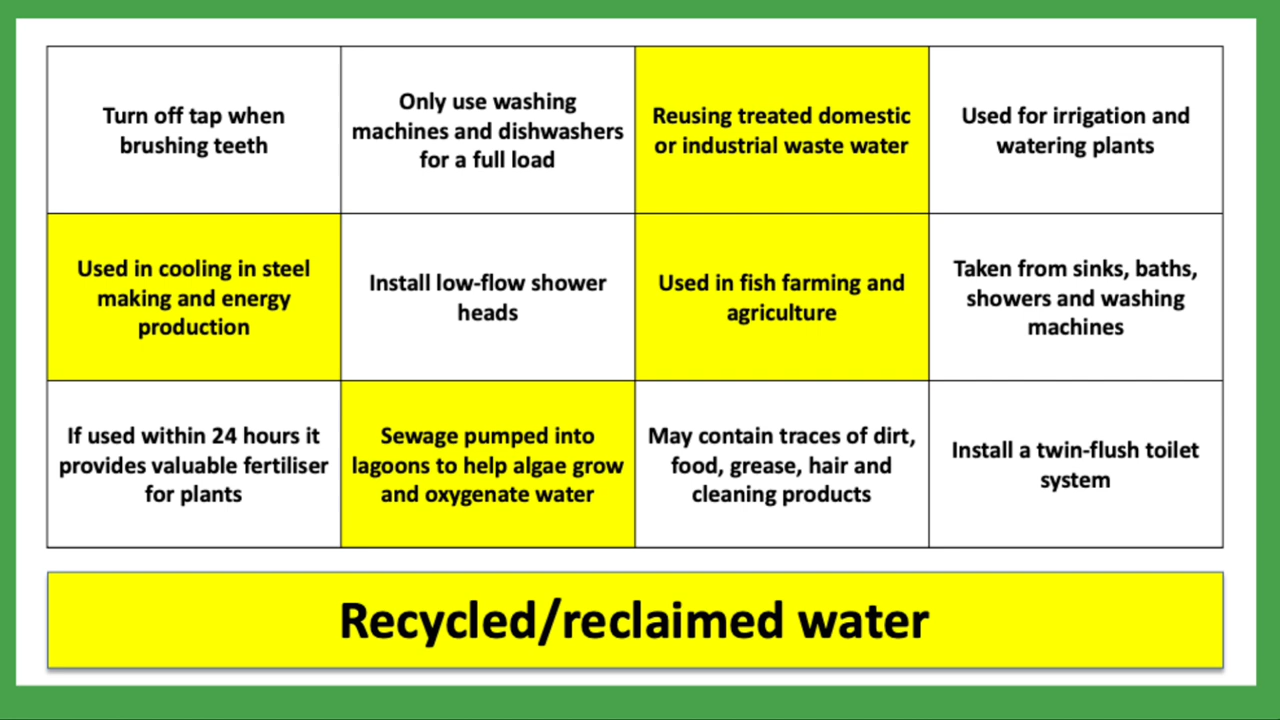 Turn off tap when
brushing teeth
Only use washing
machines and dishwashers
for a full load
Reusing treated domestic
or industrial waste water
Used for irrigation and
watering plants
Used in cooling in steel
making and energy
production
Install low-flow shower
heads
Used in fish farming and
agriculture
Taken from sinks, baths,
showers and washing
machines
If used within 24 hours it
provides valuable fertiliser
for plants
Sewage pumped into
lagoons to help algae grow
and oxygenate water
May contain traces of dirt,
food, grease, hair and
cleaning products
Install a twin-flush toilet
system
Recycled/reclaimed water